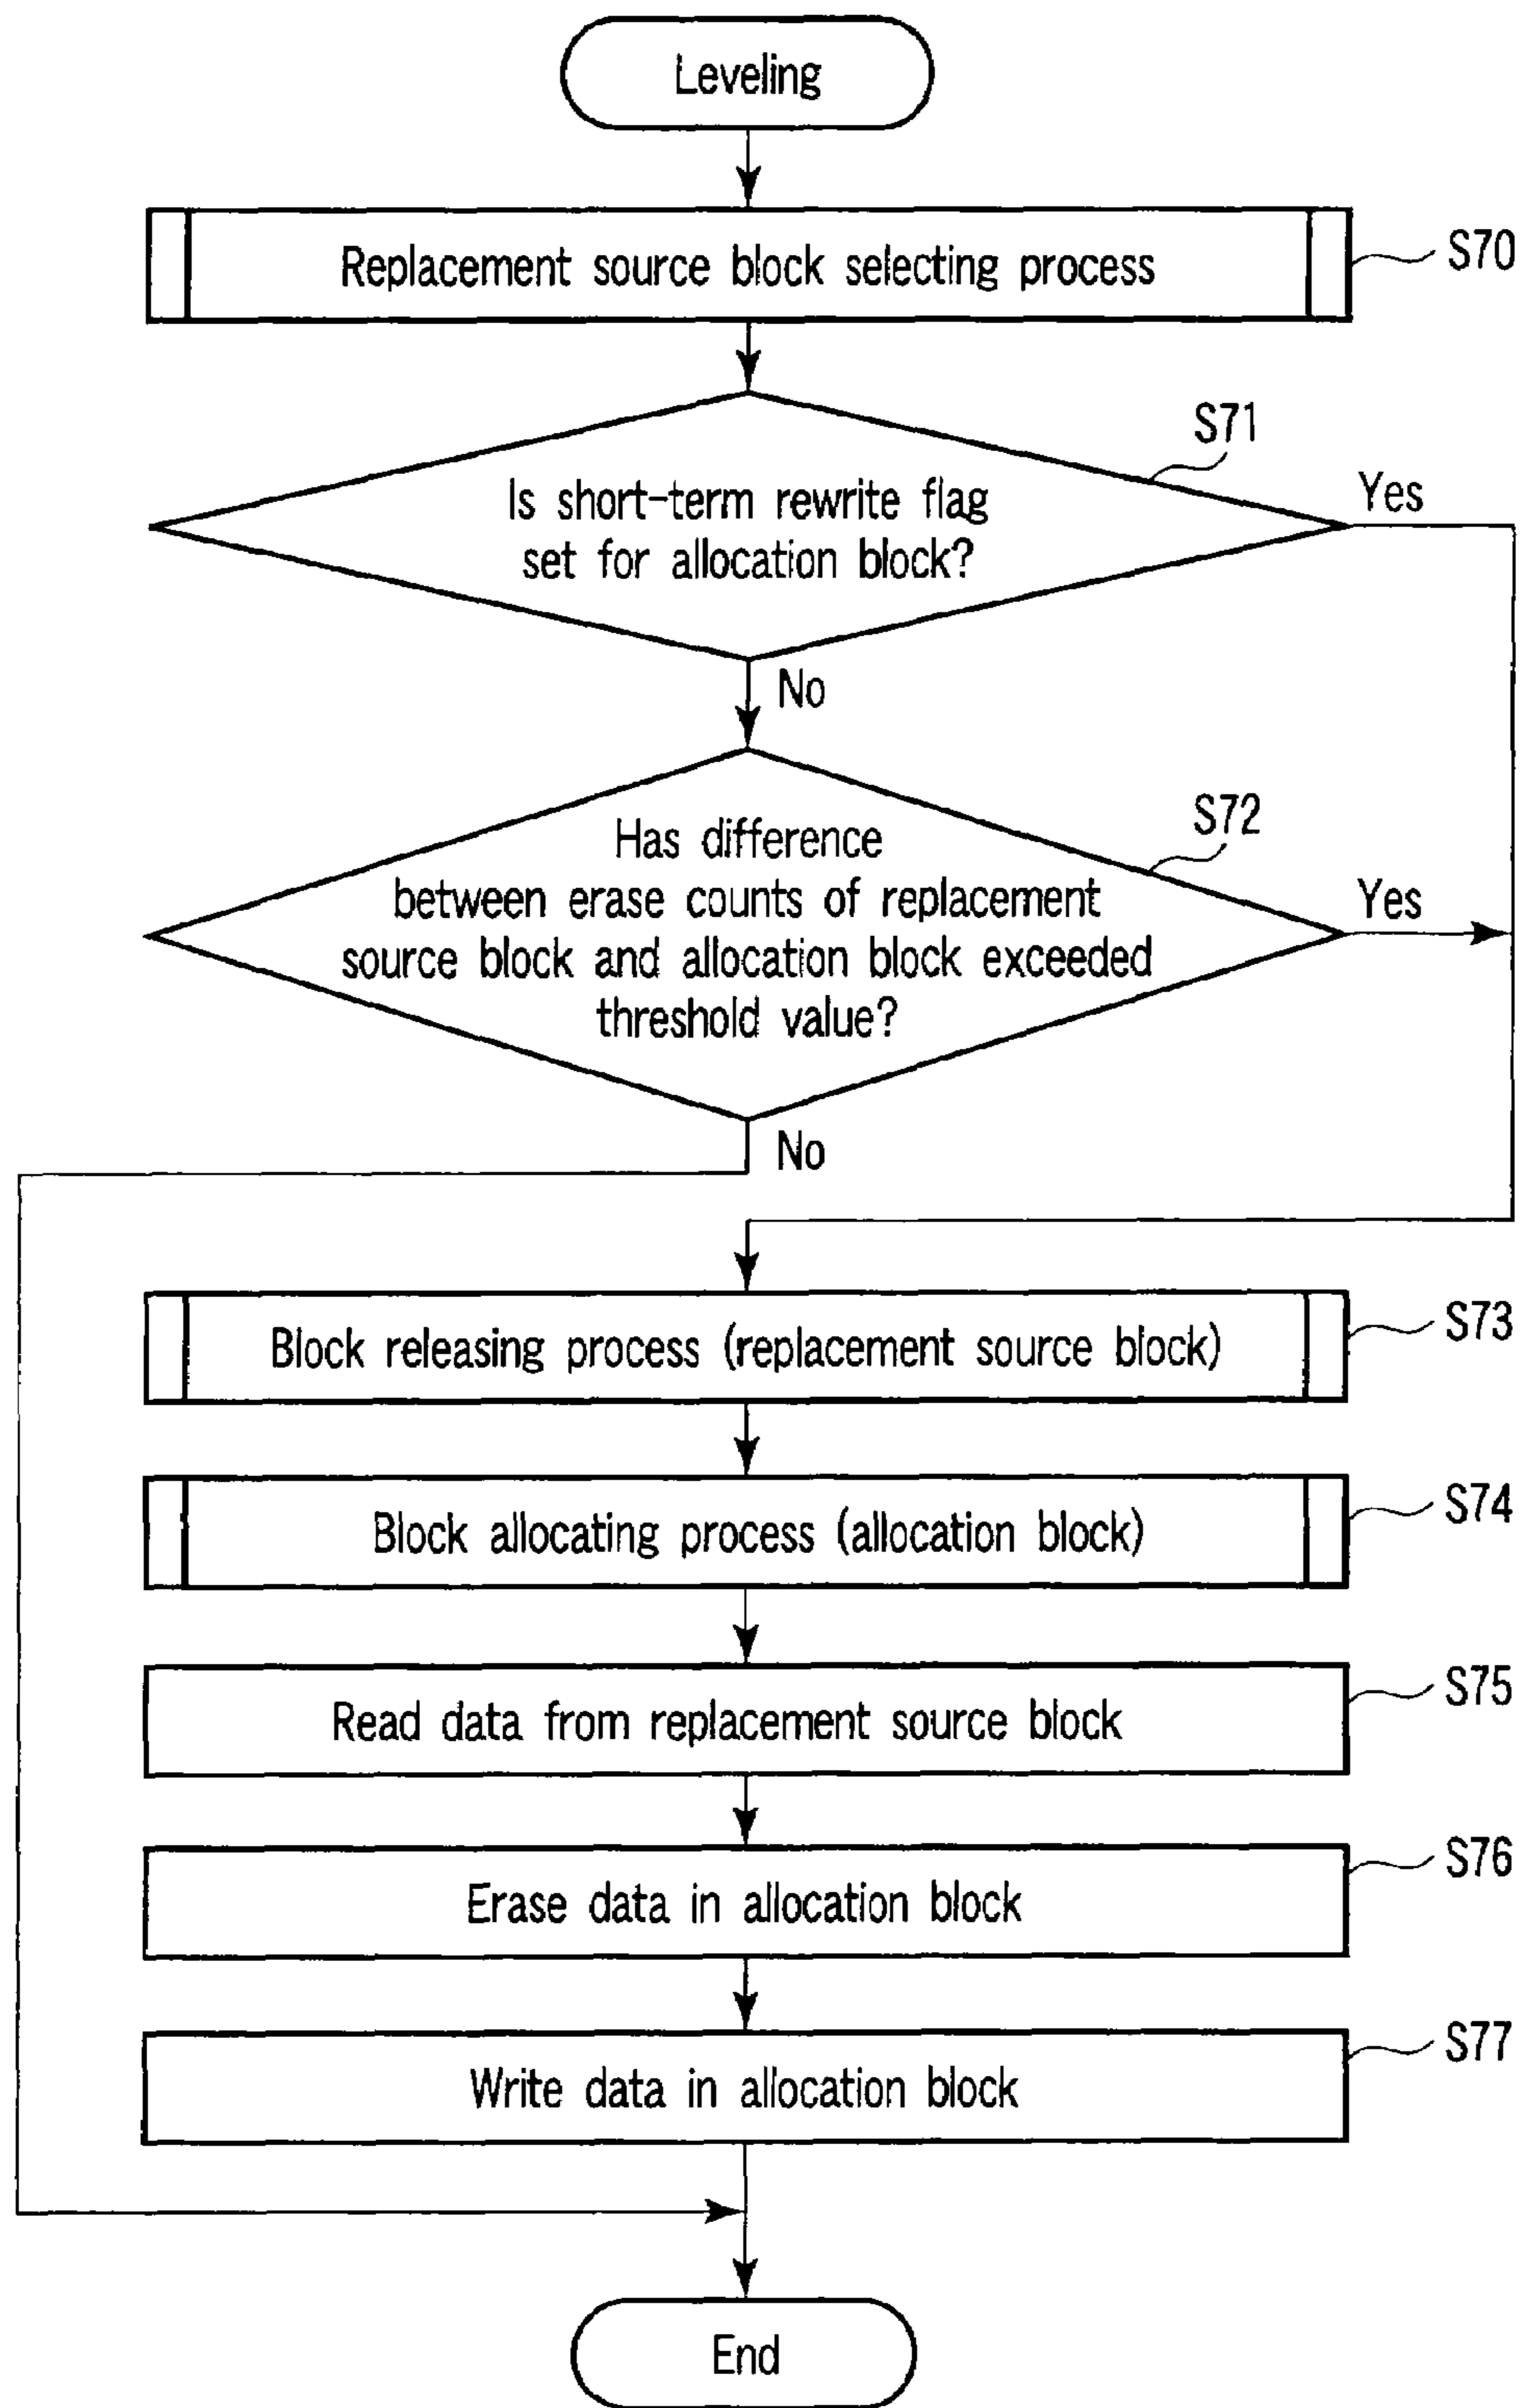 Leveling
Replacement source block selecting process
S70
S71
Is short-term rewrite flag
set for allocation block?
Yes
No
S72
Has difference
between erase counts of replacement
source block and allocation block exceeded
threshold value?
Yes
No
Block releasing process (replacement source block)
S73
Block allocating process (allocation block)
S74
Read data from replacement source block
S75
Erase data in allocation block
S76
Write data in allocation block
S77
End